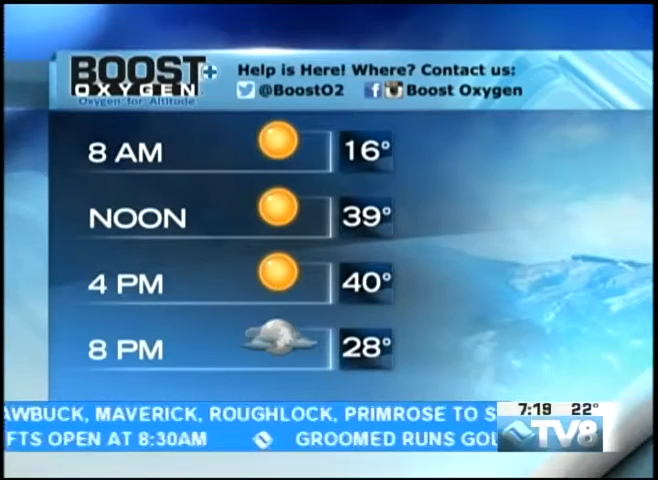 BOOST+
OXYGEN
Oxygen for Altitude
Help is Here! Where? Contact us:
@BoostO2 Boost Oxygen
8 AM 16°
NOON 39°
4 PM 40°
8 PM 28°
AWBUCK, MAVERICK, ROUGHLOCK, PRIMROSE TO S
FTS OPEN AT 8:30AM GROOMED RUNS GOL
7:19 22°
TV8